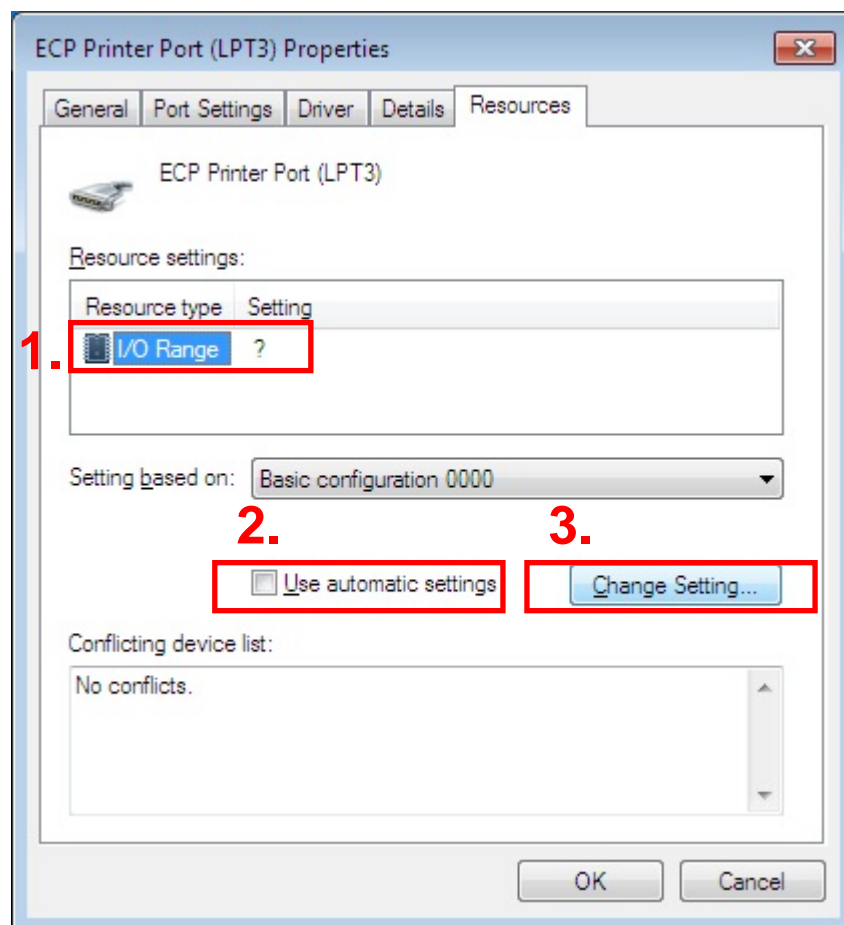 ECP Printer Port (LPT3) Properties
General Port Settings Driver Details Resources
ECP Printer Port (LPT3)
Resource settings:
Resource type Setting
1. I/O Range ?
Setting based on: Basic configuration 0000
2. 3.
Use automatic settings Change Setting...
Conflicting device list:
No conflicts.
OK Cancel